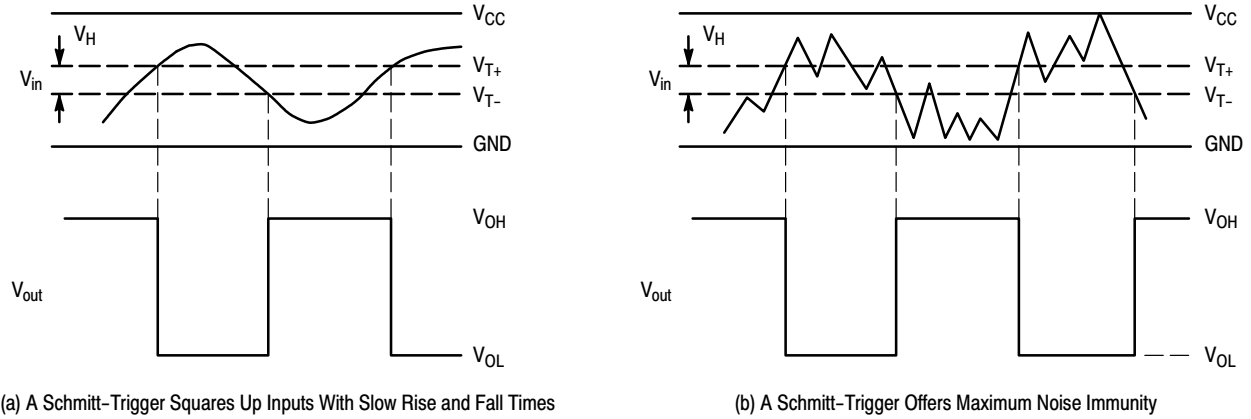 V_CC
V_H
V_in
V_T+
V_T−
GND
V_OH
V_out
V_OL
(a) A Schmitt−Trigger Squares Up Inputs With Slow Rise and Fall Times
V_CC
V_H
V_in
V_T+
V_T−
GND
V_OH
V_out
V_OL
(b) A Schmitt−Trigger Offers Maximum Noise Immunity